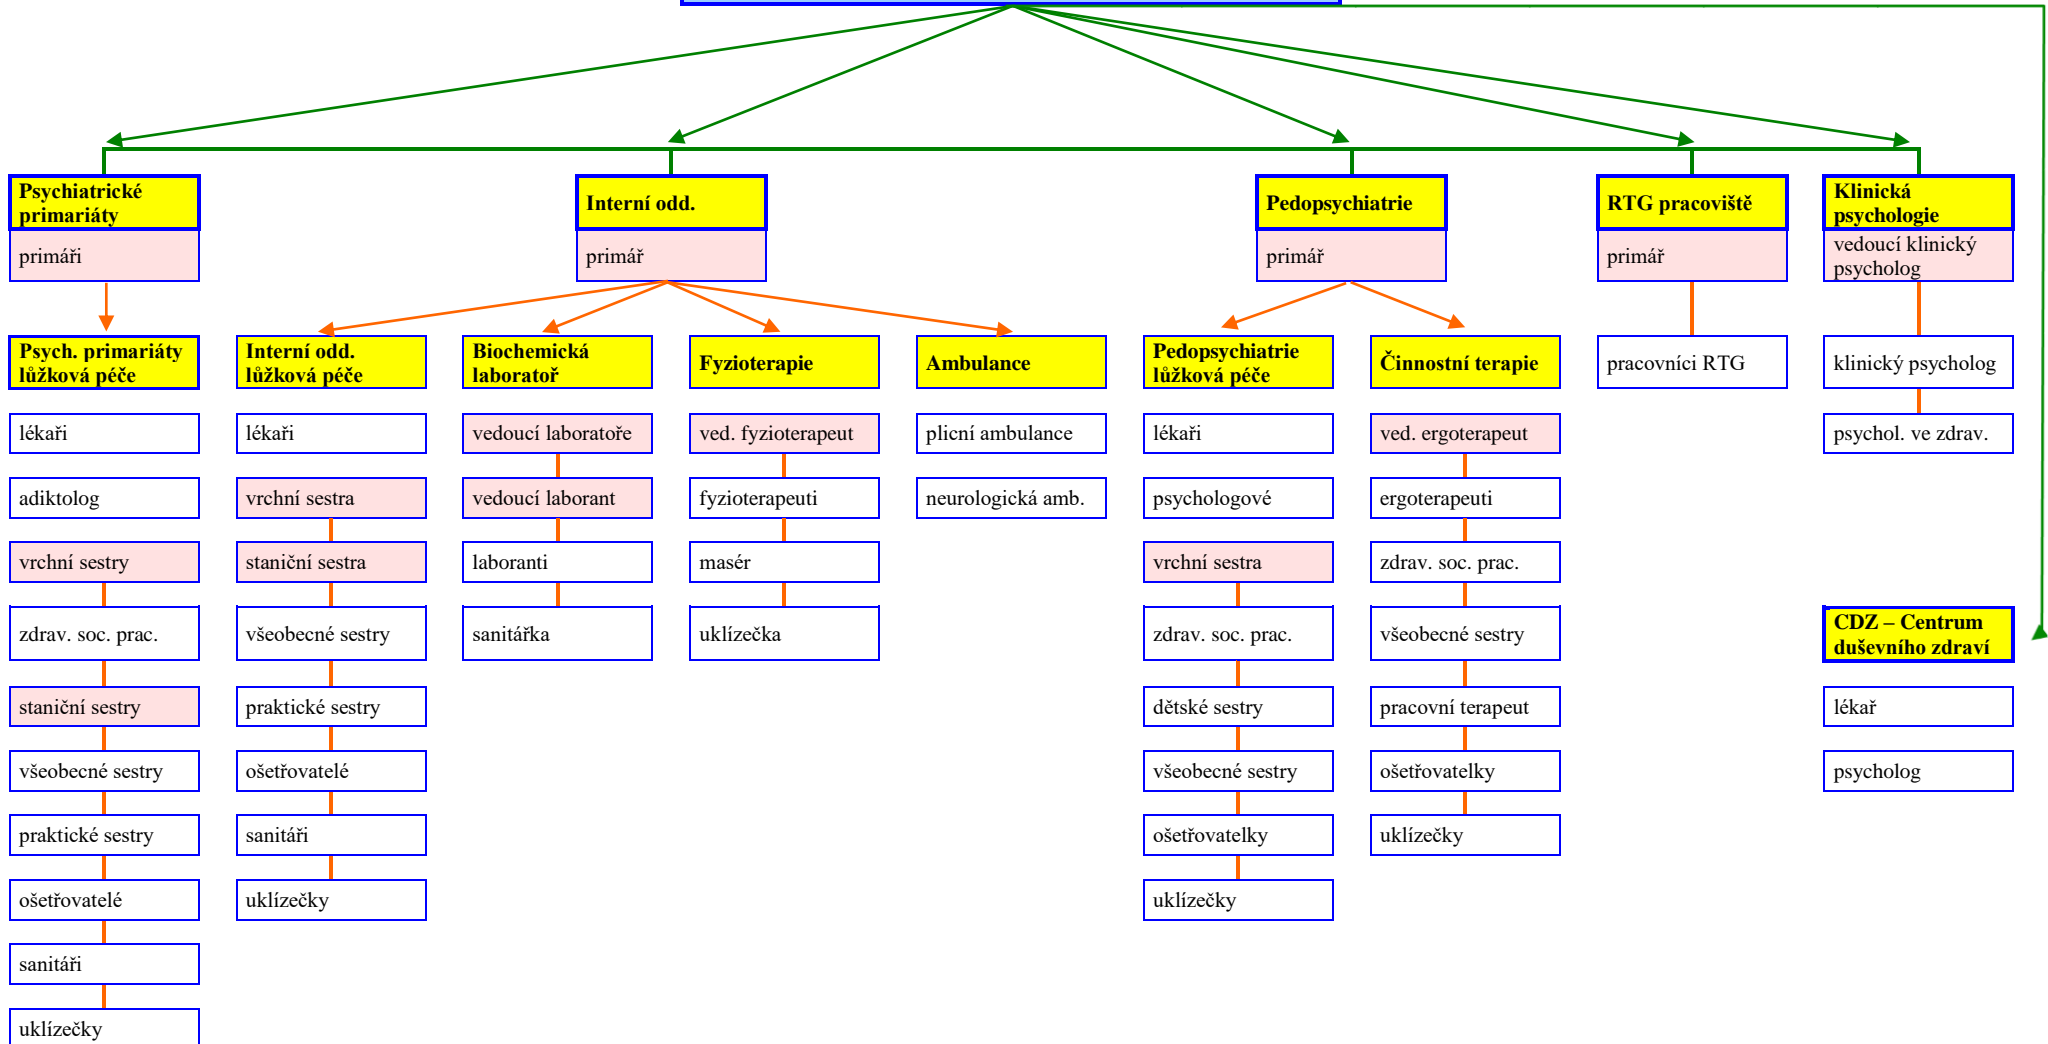 Psychiatrické
primariáty
primáři
Interní odd.
primář
Pedopsychiatrie
primář
RTG pracoviště
primář
Klinická
psychologie
vedoucí klinický
psycholog
Psych. primariáty
lůžková péče
lékaři
adiktolog
vrchní sestry
zdrav. soc. prac.
staniční sestry
všeobecné sestry
praktické sestry
ošetřovatelé
sanitáři
uklízečky
Interní odd.
lůžková péče
lékaři
vrchní sestra
staniční sestra
všeobecné sestry
praktické sestry
ošetřovatelé
sanitáři
uklízečky
Biochemická
laboratoř
vedoucí laboratoře
vedoucí laborant
laboranti
sanitářka
Fyzioterapie
ved. fyzioterapeut
fyzioterapeuti
masér
uklízečka
Ambulance
plicní ambulance
neurologická amb.
Pedopsychiatrie
lůžková péče
lékaři
psychologové
vrchní sestra
zdrav. soc. prac.
dětské sestry
všeobecné sestry
ošetřovatelky
uklízečky
Činnostní terapie
ved. ergoterapeut
ergoterapeuti
zdrav. soc. prac.
všeobecné sestry
pracovní terapeut
ošetřovatelky
uklízečky
pracovníci RTG
klinický psycholog
psychol. ve zdrav.
CDZ – Centrum
duševního zdraví
lékař
psycholog